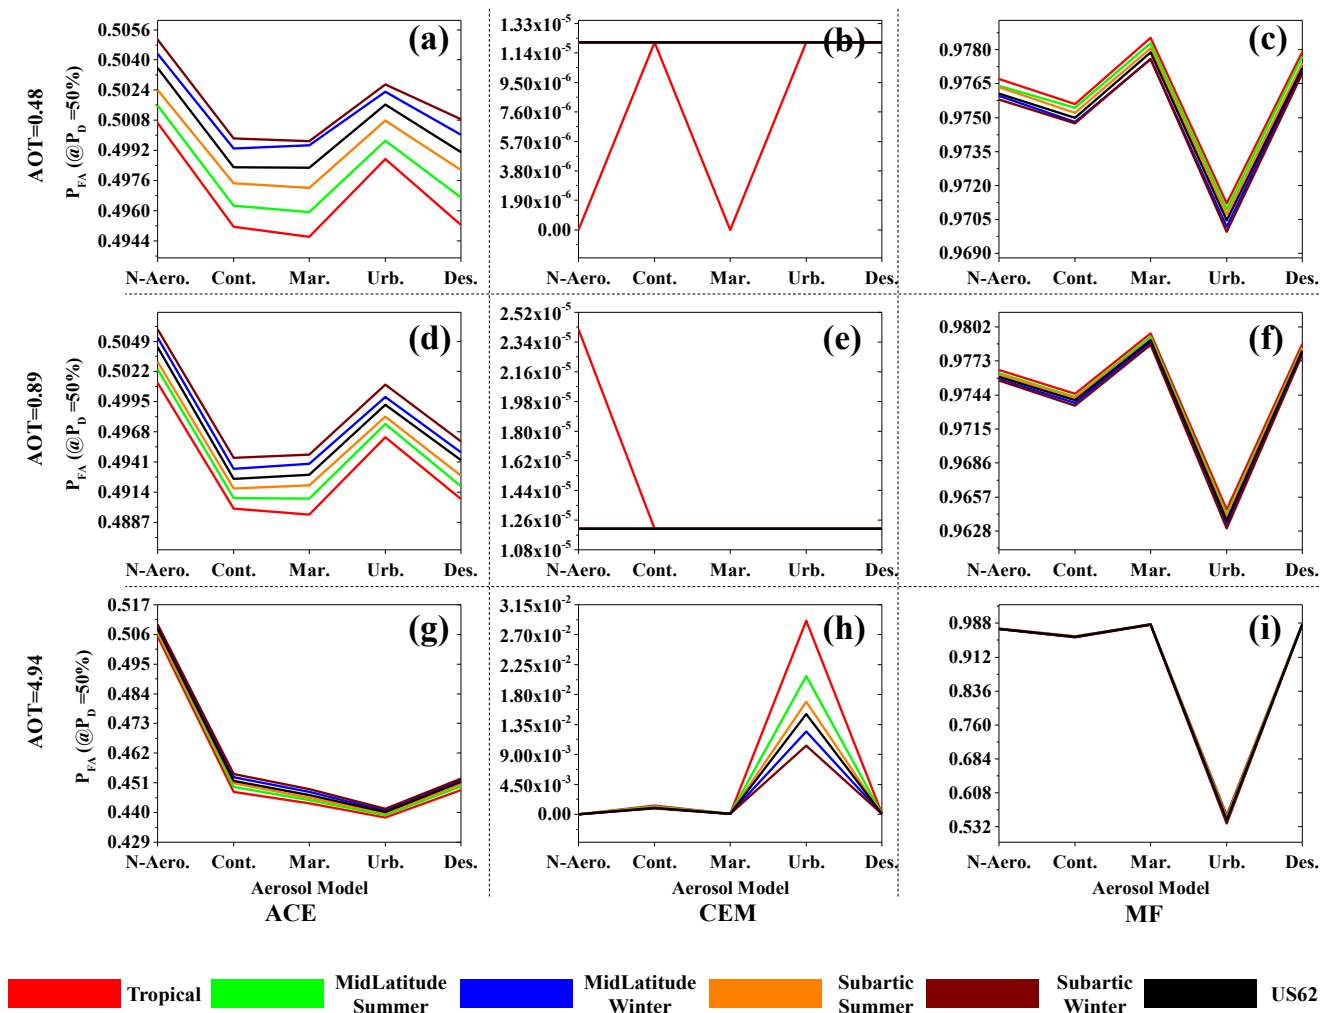 AOT=0.48
P_FA (@P_D =50%)
0.5056
0.5040
0.5024
0.5008
0.4992
0.4976
0.4960
0.4944
(a)
N-Aero. Cont. Mar. Urb. Des.
1.33x10^-5
1.14x10^-5
9.50x10^-6
7.60x10^-6
5.70x10^-6
3.80x10^-6
1.90x10^-6
0.00
(b)
N-Aero. Cont. Mar. Urb. Des.
0.9780
0.9765
0.9750
0.9735
0.9720
0.9705
0.9690
(c)
N-Aero. Cont. Mar. Urb. Des.
AOT=0.89
P_FA (@P_D =50%)
0.5049
0.5022
0.4995
0.4968
0.4941
0.4914
0.4887
(d)
N-Aero. Cont. Mar. Urb. Des.
2.52x10^-5
2.34x10^-5
2.16x10^-5
1.98x10^-5
1.80x10^-5
1.62x10^-5
1.44x10^-5
1.26x10^-5
1.08x10^-5
(e)
N-Aero. Cont. Mar. Urb. Des.
0.9802
0.9773
0.9744
0.9715
0.9686
0.9657
0.9628
(f)
N-Aero. Cont. Mar. Urb. Des.
AOT=4.94
P_FA (@P_D =50%)
0.517
0.506
0.495
0.484
0.473
0.462
0.451
0.440
0.429
(g)
N-Aero. Cont. Mar. Urb. Des.
Aerosol Model
ACE
3.15x10^-2
2.70x10^-2
2.25x10^-2
1.80x10^-2
1.35x10^-2
9.00x10^-3
4.50x10^-3
0.00
(h)
N-Aero. Cont. Mar. Urb. Des.
Aerosol Model
CEM
0.988
0.912
0.836
0.760
0.684
0.608
0.532
(i)
N-Aero. Cont. Mar. Urb. Des.
Aerosol Model
MF
Tropical
MidLatitude
Summer
MidLatitude
Winter
Subartic
Summer
Subartic
Winter
US62